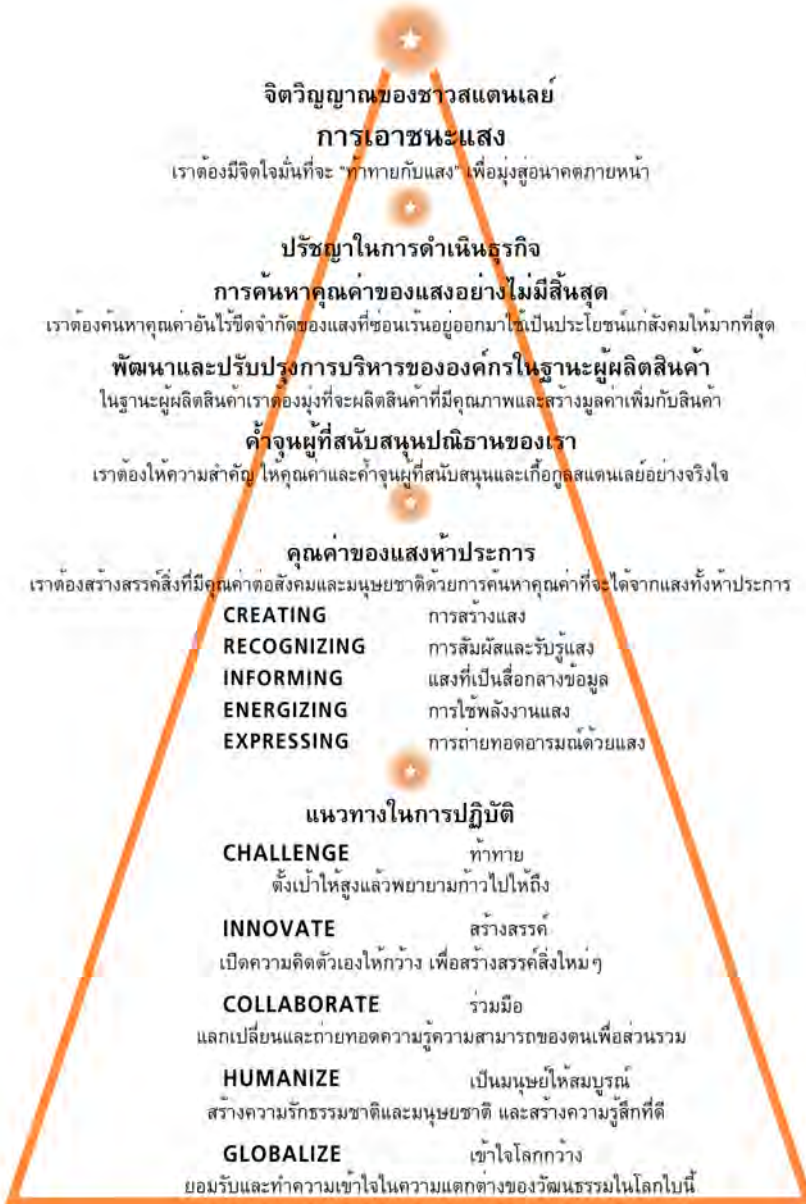 จิตวิญญาณของชาวสแตนเลย์
การเอาชนะแสง
เราต้องมีจิตใจมั่นที่จะ "ท้าทายกับแสง" เพื่อมุ่งสู่อนาคตภายหน้า
ปรัชญาในการดำเนินธุรกิจ
การค้นหาคุณค่าของแสงอย่างไม่มีสิ้นสุด
เราต้องค้นหาคุณค่าอันไร้ขีดจำกัดของแสงที่ซ่อนเร้นอยู่ออกมาใช้เป็นประโยชน์แก่สังคมให้มากที่สุด
พัฒนาและปรับปรุงการบริหารขององค์กรในฐานะผู้ผลิตสินค้า
ในฐานะผู้ผลิตสินค้าเราต้องมุ่งที่จะผลิตสินค้าที่มีคุณภาพและสร้างมูลค่าเพิ่มกับสินค้า
ค้ำจุนผู้ที่สนับสนุนปณิธานของเรา
เราต้องให้ความสำคัญ ให้คุณค่าและค้ำจุนผู้ที่สนับสนุนและเกื้อกูลสแตนเลย์อย่างจริงใจ
คุณค่าของแสงห้าประการ
เราต้องสร้างสรรค์สิ่งที่มีคุณค่าต่อสังคมและมนุษยชาติด้วยการค้นหาคุณค่าที่จะได้จากแสงทั้งห้าประการ
CREATING การสร้างแสง
RECOGNIZING การสัมผัสและรับรู้แสง
INFORMING แสงที่เป็นสื่อกลางข้อมูล
ENERGIZING การใช้พลังงานแสง
EXPRESSING การถ่ายทอดอารมณ์ด้วยแสง
แนวทางในการปฏิบัติ
CHALLENGE ท้าทาย
ตั้งเป้าให้สูงแล้วพยายามก้าวไปให้ถึง
INNOVATE สร้างสรรค์
เปิดความคิดตัวเองให้กว้าง เพื่อสร้างสรรค์สิ่งใหม่ๆ
COLLABORATE ร่วมมือ
แลกเปลี่ยนและถ่ายทอดความรู้ความสามารถของตนเพื่อส่วนรวม
HUMANIZE เป็นมนุษย์ให้สมบูรณ์
สร้างความรักธรรมชาติและมนุษยชาติ และสร้างความรู้สึกที่ดี
GLOBALIZE เข้าใจโลกกว้าง
ยอมรับและทำความเข้าใจในความแตกต่างของวัฒนธรรมในโลกใบนี้